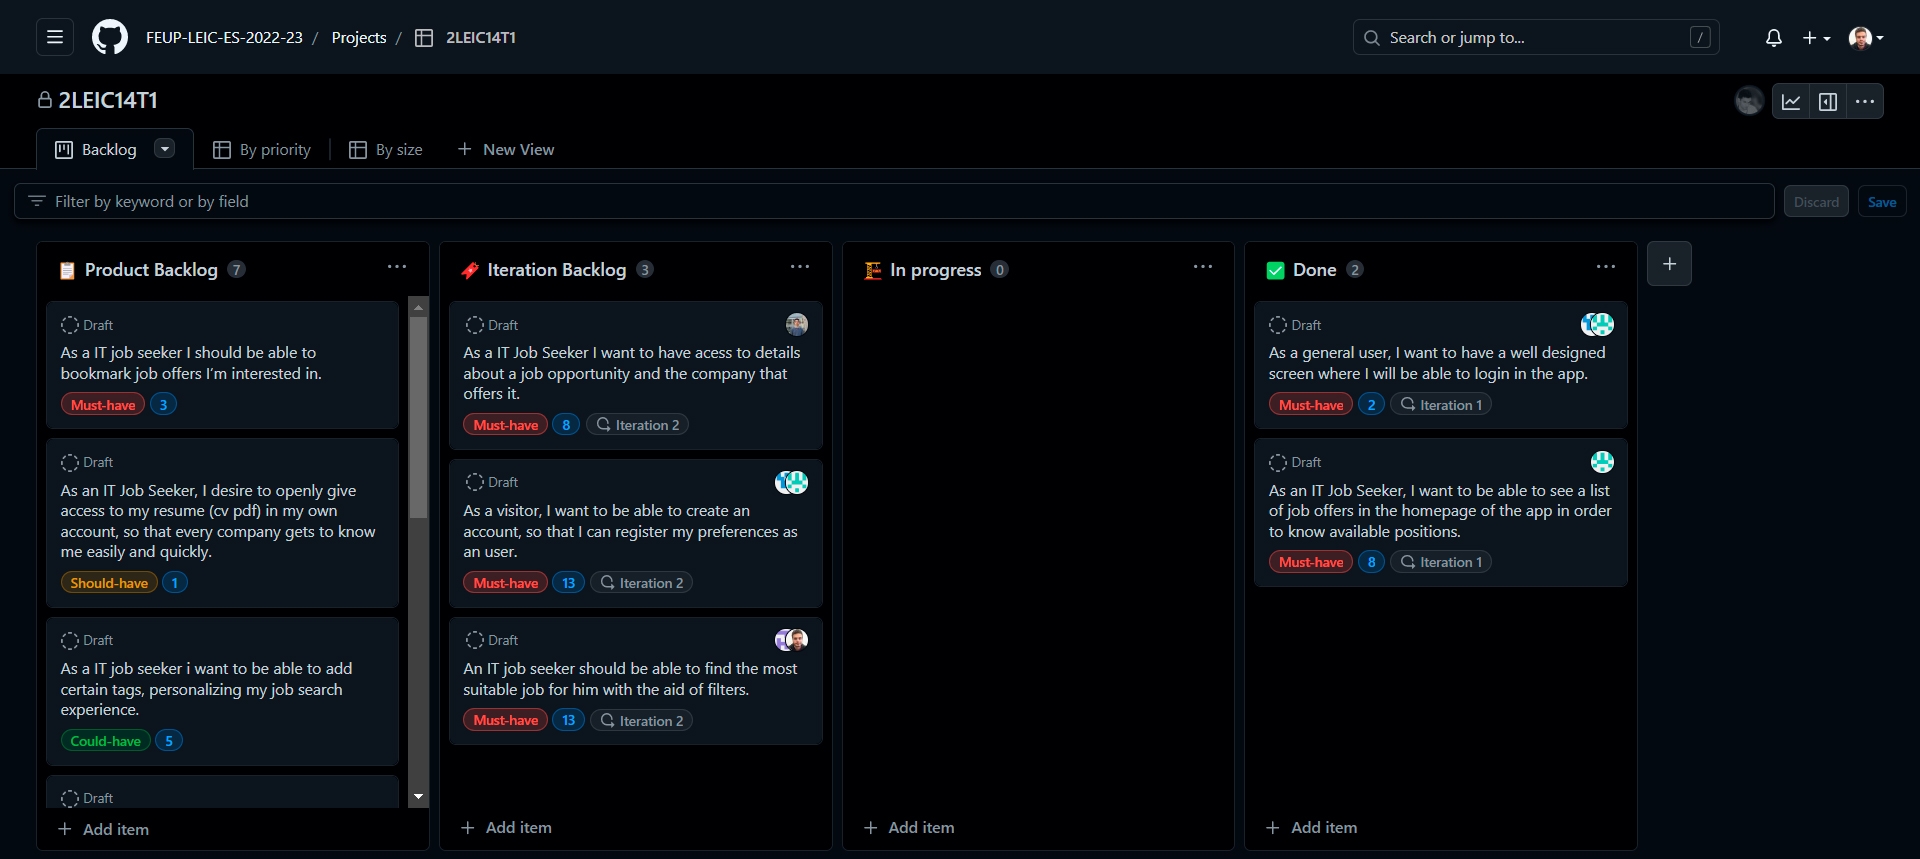 FEUP-LEIC-ES-2022-23 / Projects / 2LEIC14T1
Search or jump to... /
2LEIC14T1
Backlog
By priority
By size
New View
Filter by keyword or by field
Discard
Save
Product Backlog 7
Draft
As a IT job seeker I should be able to
bookmark job offers I'm interested in.
Must-have 3
Draft
As an IT Job Seeker, I desire to openly give
access to my resume (cv pdf) in my own
account, so that every company gets to know
me easily and quickly.
Should-have 1
Draft
As a IT job seeker i want to be able to add
certain tags, personalizing my job search
experience.
Could-have 5
Draft
+ Add item
Iteration Backlog 3
Draft
As a IT Job Seeker I want to have acess to details
about a job opportunity and the company that
offers it.
Must-have 8 Iteration 2
Draft
As a visitor, I want to be able to create an
account, so that I can register my preferences as
an user.
Must-have 13 Iteration 2
Draft
An IT job seeker should be able to find the most
suitable job for him with the aid of filters.
Must-have 13 Iteration 2
+ Add item
In progress 0
+ Add item
Done 2
Draft
As a general user, I want to have a well designed
screen where I will be able to login in the app.
Must-have 2 Iteration 1
Draft
As an IT Job Seeker, I want to be able to see a list
of job offers in the homepage of the app in order
to know available positions.
Must-have 8 Iteration 1
+ Add item